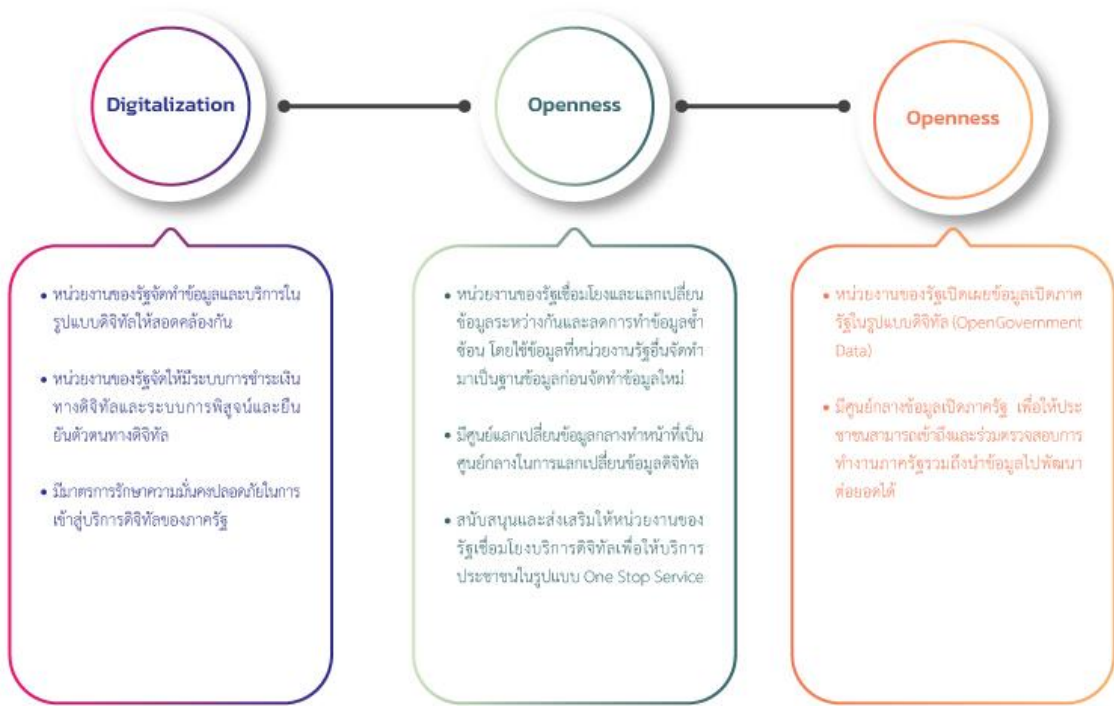 Digitalization
Openness
Openness
• หน่วยงานของรัฐจัดทำข้อมูลและบริการใน
รูปแบบดิจิทัลให้สอดคล้องกัน
• หน่วยงานของรัฐจัดให้มีระบบการชำระเงิน
ทางดิจิทัลและระบบการพิสูจน์และยืน
ยันตัวตนทางดิจิทัล
• มีมาตรการรักษาความมั่นคงปลอดภัยในการ
เข้าสู่บริการดิจิทัลของภาครัฐ
• หน่วยงานของรัฐเชื่อมโยงและแลกเปลี่ยน
ข้อมูลระหว่างกันและลดการทำข้อมูลซ้ำ
ซ้อน โดยใช้ข้อมูลที่หน่วยงานรัฐอื่นจัดทำ
มาเป็นฐานข้อมูลก่อนจัดทำข้อมูลใหม่
• มีศูนย์แลกเปลี่ยนข้อมูลกลางทำหน้าที่เป็น
ศูนย์กลางในการแลกเปลี่ยนข้อมูลดิจิทัล
• สนับสนุนและส่งเสริมให้หน่วยงานของ
รัฐเชื่อมโยงบริการดิจิทัลเพื่อให้บริการ
ประชาชนในรูปแบบ One Stop Service
• หน่วยงานของรัฐเปิดเผยข้อมูลเปิดภาค
รัฐในรูปแบบดิจิทัล (OpenGovernment
Data)
• มีศูนย์กลางข้อมูลเปิดภาครัฐ เพื่อให้ประ
ชาชนสามารถเข้าถึงและร่วมตรวจสอบการ
ทำงานภาครัฐรวมถึงนำข้อมูลไปพัฒนา
ต่อยอดได้